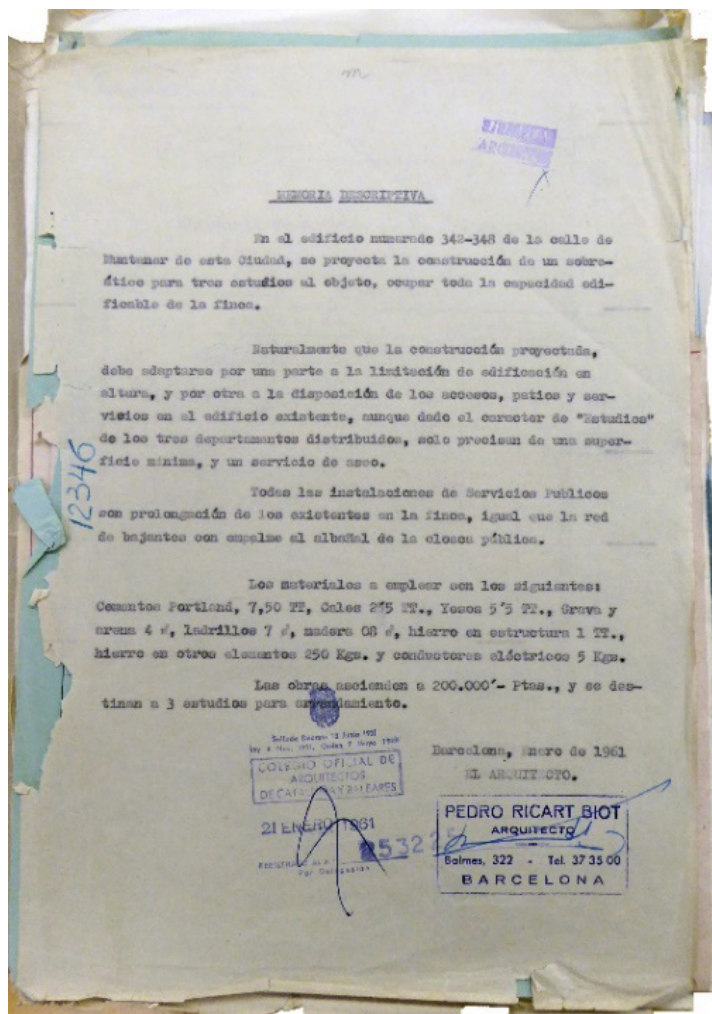 MEMORIA DESCRIPTIVA
En el edificio numerado 342-348 de la calle de
Muntaner de esta Ciudad, se proyecta la construcción de un sobre-
ático para tres estudios al objeto, ocupar toda la capacidad edi-
ficable de la finca.
Naturalmente que la construcción proyectada,
debe adaptarse por una parte a la limitación de edificación en
altura, y por otra a la disposición de los accesos, patios y ser-
vicios en el edificio existente, aunque dado el caracter de "Estudios"
de los tres departamentos distribuidos, solo precisan de una super-
ficie mínima, y un servicio de aseo.
12346
Todas las instalaciones de Servicios Publicos
son prolongación de los existentes en la finca, igual que la red
de bajantes con empalme al albañal de la cloaca pública.
Los materiales a emplear son los siguientes:
Cementos Portland, 7,50 TT, Cales 2'5 TT., Yesos 5'5 TT., Grava y
arena 4 ladrillos 7 madera 08 hierro en estructura 1 TT.,
hierro en otros elementos 250 Kgs. y conductores eléctricos 5 Kgs.
Las obras ascienden a 200.000'- Ptas., y se des-
tinan a 3 estudios para arrendamiento.
Barcelona, Enero de 1961
EL ARQUITECTO.
COLEGIO OFICIAL DE
ARQUITECTOS
DE CATALUÑA Y BALEARES
21 ENERO 1961
Por Delegación
PEDRO RICART BIOT
ARQUITECTO
Balmes, 322 - Tel. 37 35 00
BARCELONA